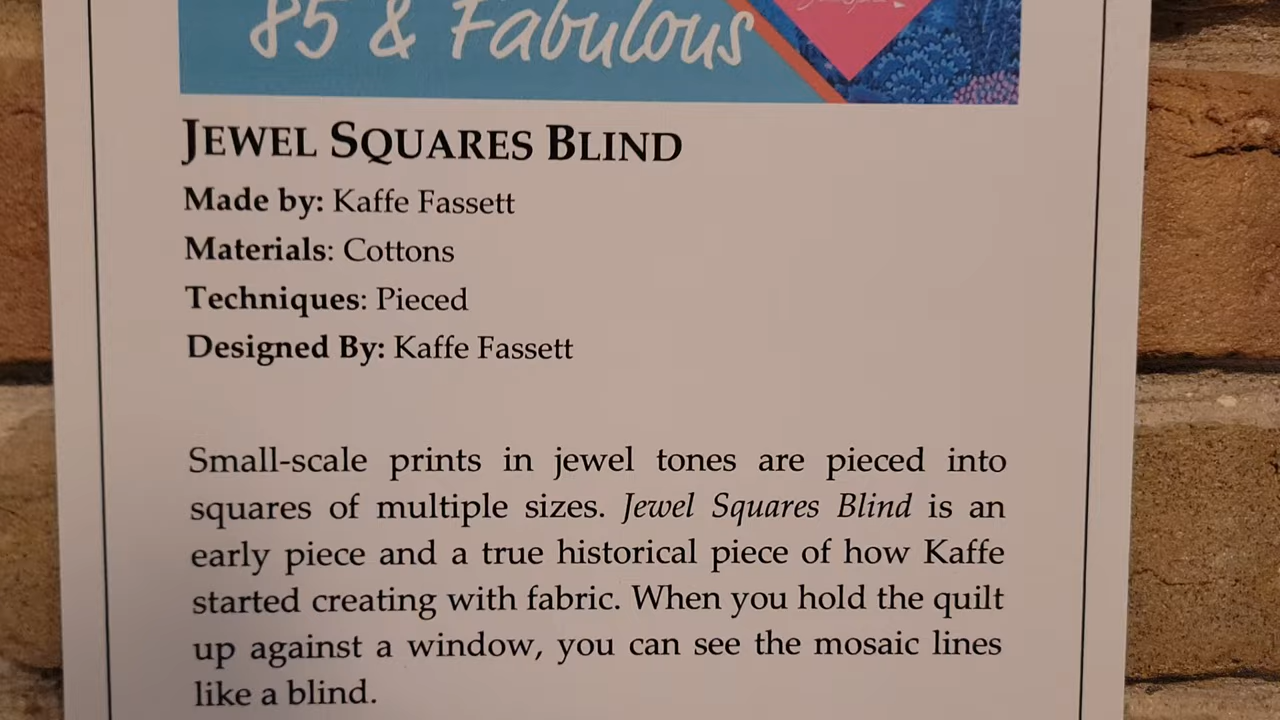 85 & Fabulous
JEWEL SQUARES BLIND
Made by: Kaffe Fassett
Materials: Cottons
Techniques: Pieced
Designed By: Kaffe Fassett
Small-scale prints in jewel tones are pieced into
squares of multiple sizes. Jewel Squares Blind is an
early piece and a true historical piece of how Kaffe
started creating with fabric. When you hold the quilt
up against a window, you can see the mosaic lines
like a blind.